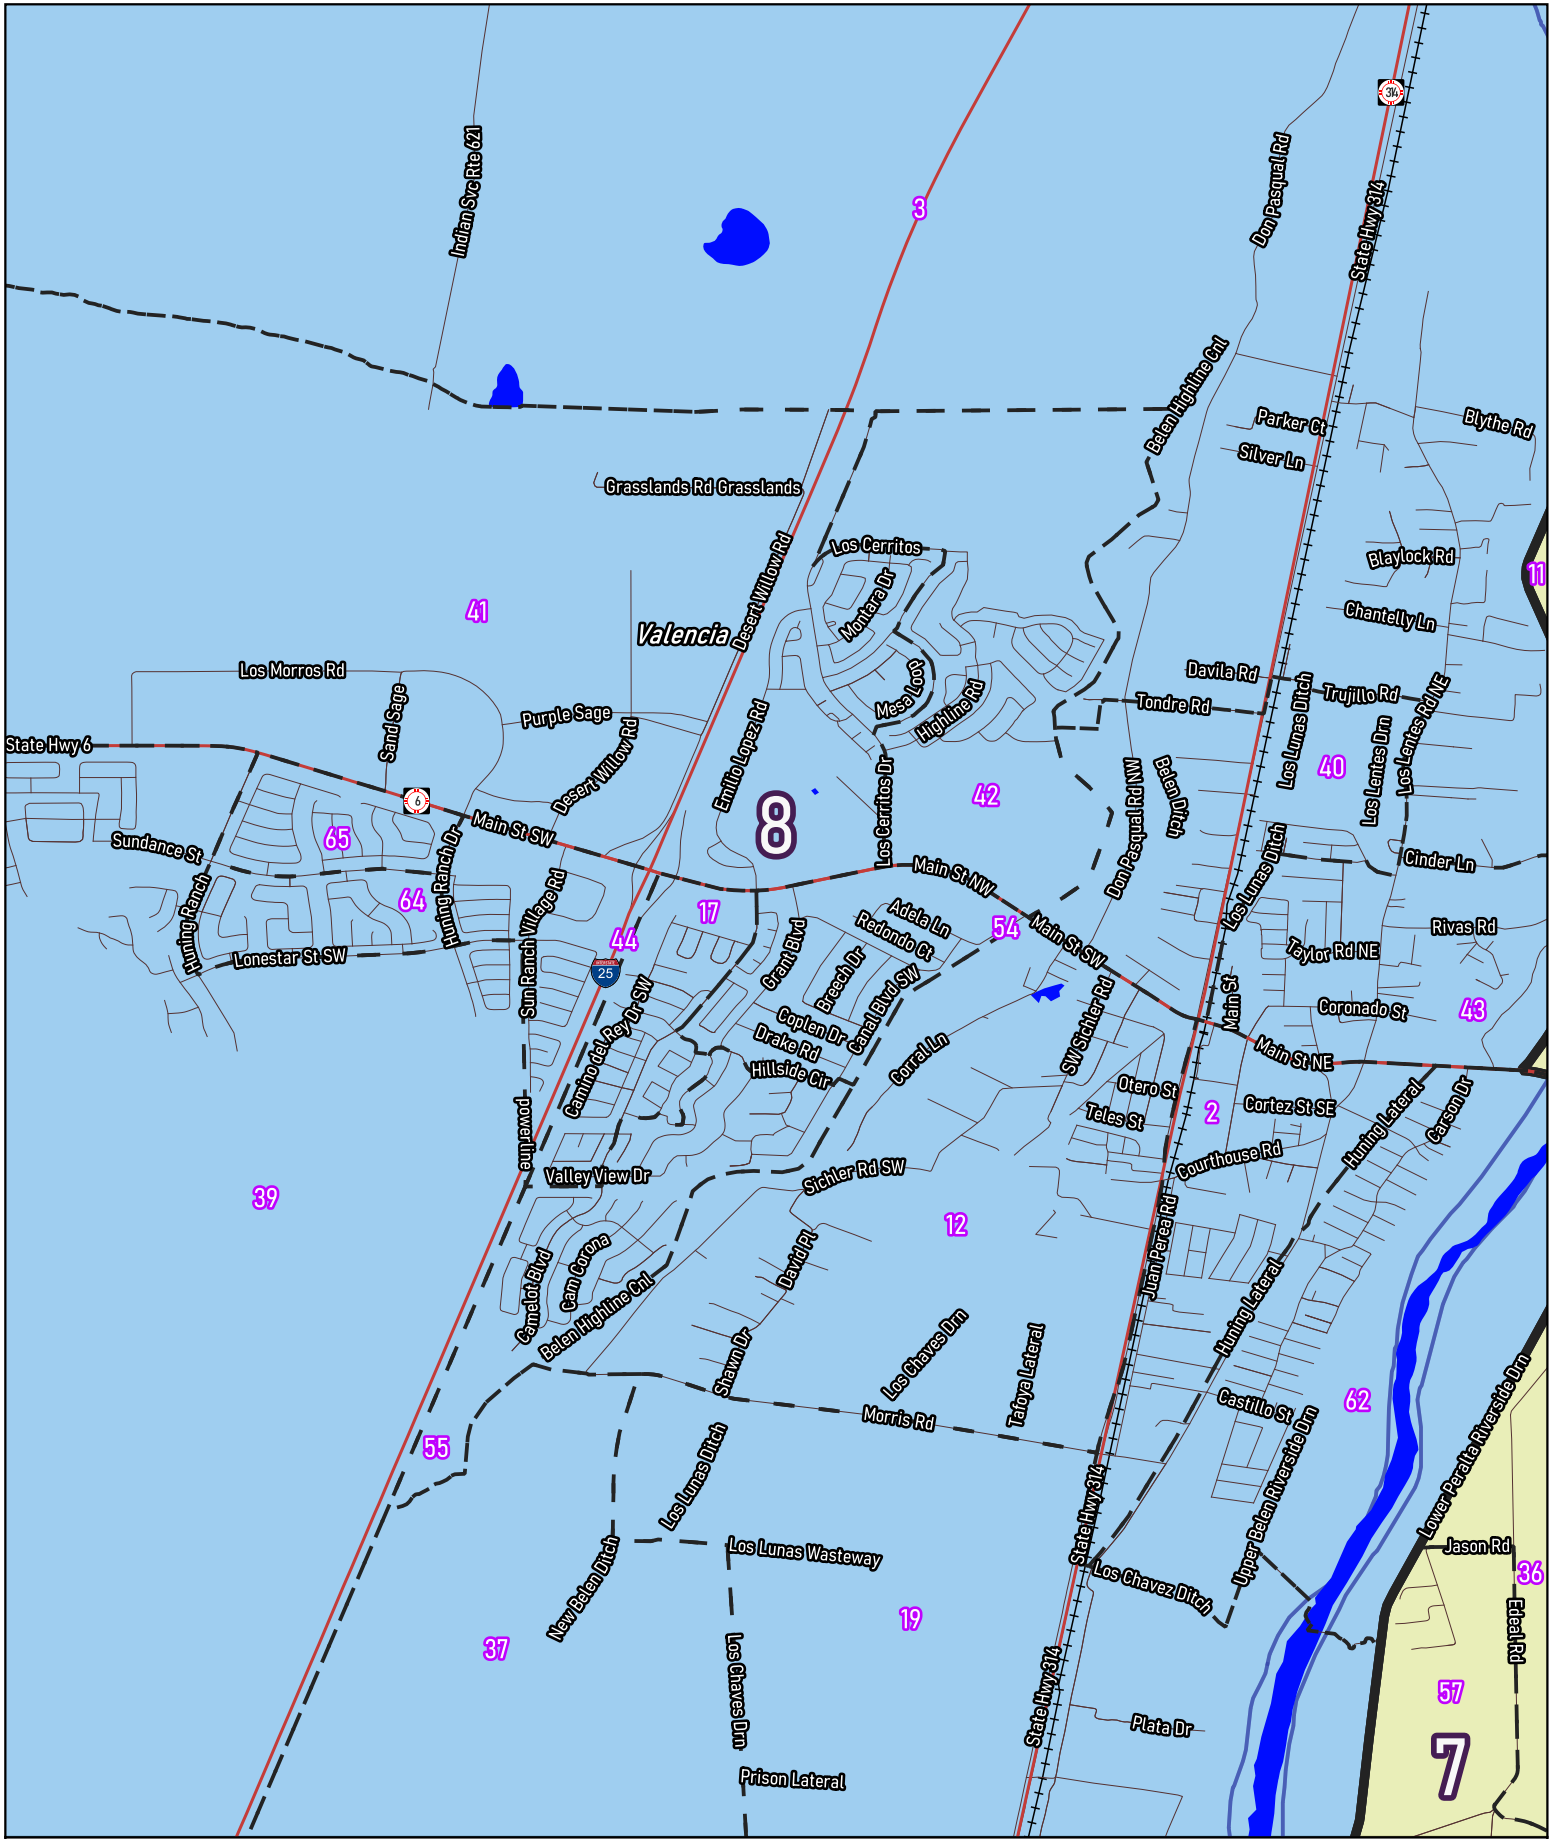 314
Indian Svc Rte 621
Don Pasqual Rd
State Hwy 314
3
Belen Highline Cnl
Parker Ct
Blythe Rd
Silver Ln
Grasslands Rd Grasslands
Los Cerritos
Blaylock Rd
11
Desert Willow Rd
Montara Dr
41
Chantelly Ln
Valencia
Los Morros Rd
Davila Rd
Sand Sage
Mesa Loop
Highline Rd
Tondre Rd
Los Lunas Ditch
Trujillo Rd
Los Lentes Rd NE
Purple Sage
State Hwy 6
Emilio Lopez Rd
Desert Willow Rd
Los Lentes Drn
40
6
8
Los Cerritos Dr
42
Don Pasqual Rd NW
Belen Ditch
Main St SW
65
Sundance St
Huning Ranch Dr
Los Lunas Ditch
Cinder Ln
Main St NW
64
Huning Ranch
Sun Ranch Village Rd
17
Adela Ln
Redondo Ct
54
Main St SW
Rivas Rd
44
Grant Blvd
Lonestar St SW
Taylor Rd NE
25
Breech Dr
Canal Blvd SW
Main St
Coronado St
43
Camino del Rey Dr SW
Coplen Dr
SW Sichler Rd
Drake Rd
Corral Ln
Main St NE
Hillside Cir
Otero St
2
Cortez St SE
Huning Lateral
Carson Dr
Teles St
powerline
Courthouse Rd
Valley View Dr
Sichler Rd SW
39
12
Juan Perea Rd
David Pl
Cam Corona
Camelot Blvd
Belen Highline Cnl
Huning Lateral
Shawn Dr
Los Chaves Drn
Tafoya Lateral
Lower Peralta Riverside Drn
62
Castillo St
Morris Rd
55
Los Lunas Ditch
Upper Belen Riverside Drn
State Hwy 314
Los Lunas Wasteway
Jason Rd
New Belen Ditch
Los Chavez Ditch
36
19
Edeal Rd
37
Los Chaves Drn
State Hwy 314
57
Plata Dr
7
Prison Lateral